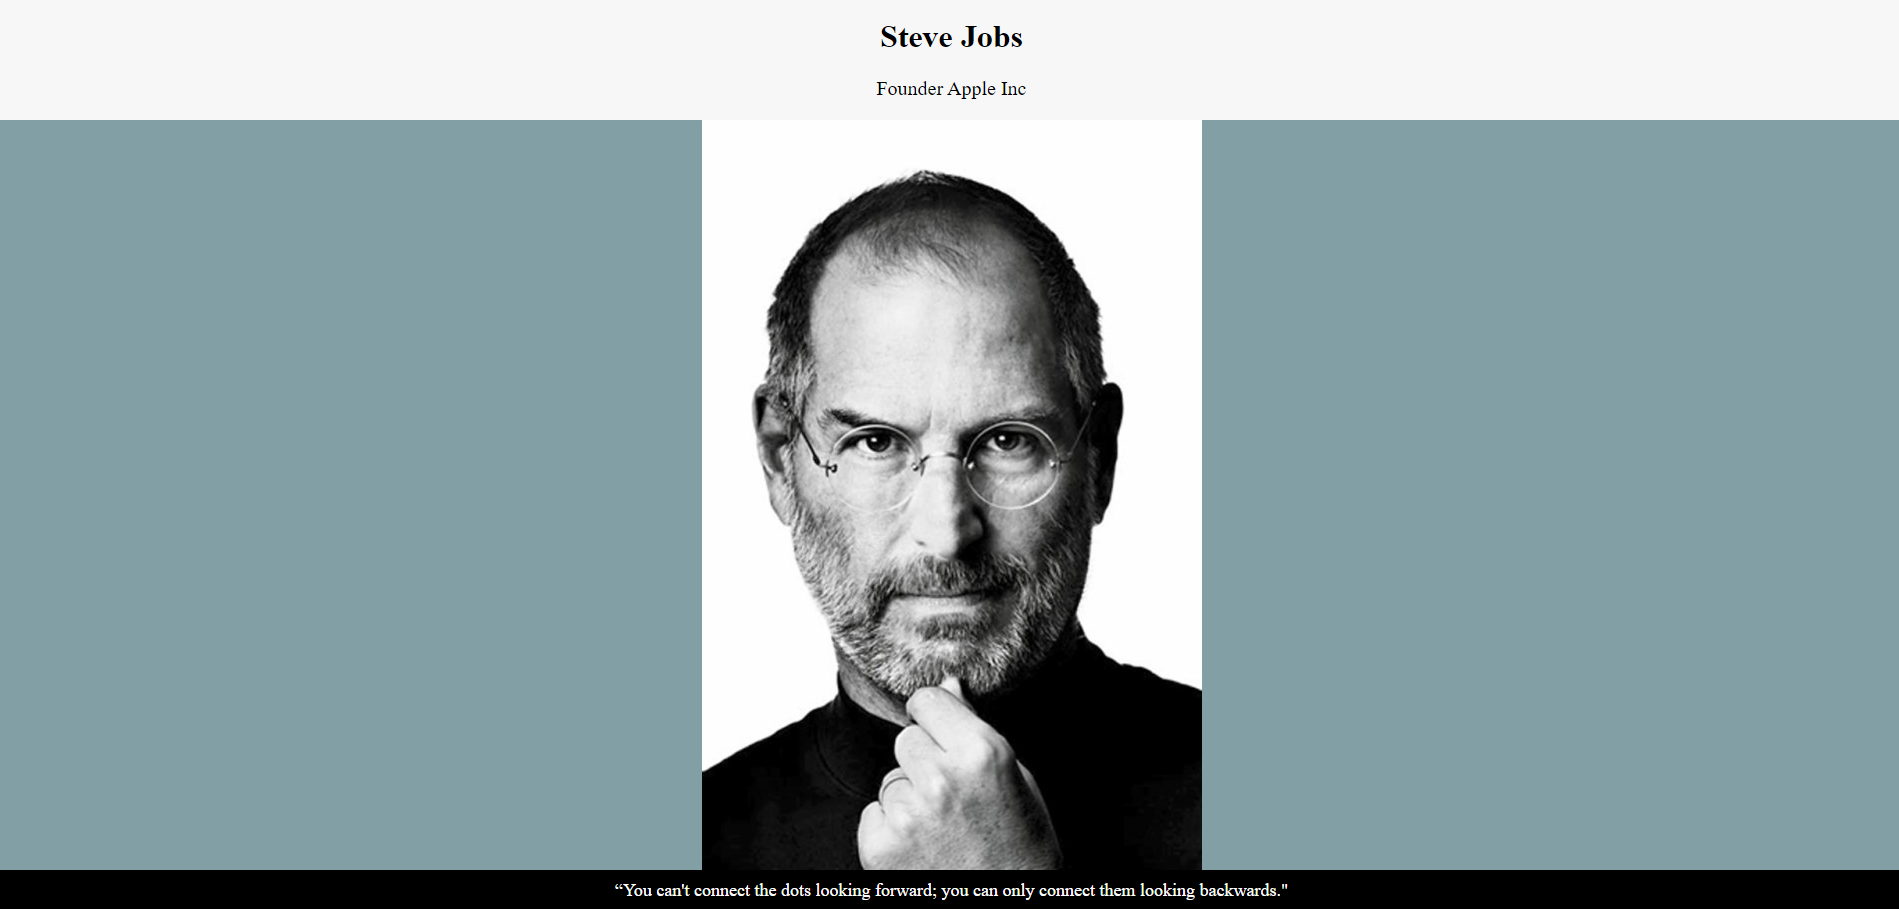 Steve Jobs
Founder Apple Inc
“You can't connect the dots looking forward; you can only connect them looking backwards."